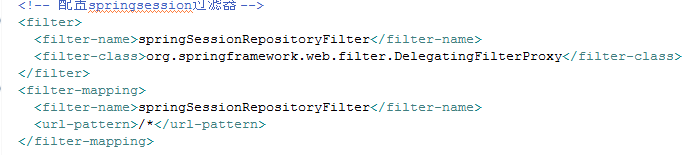 <!-- 配置springsession过滤器 -->
<filter>
<filter-name>springSessionRepositoryFilter</filter-name>
<filter-class>org.springframework.web.filter.DelegatingFilterProxy</filter-class>
</filter>
<filter-mapping>
<filter-name>springSessionRepositoryFilter</filter-name>
<url-pattern>/*</url-pattern>
</filter-mapping>